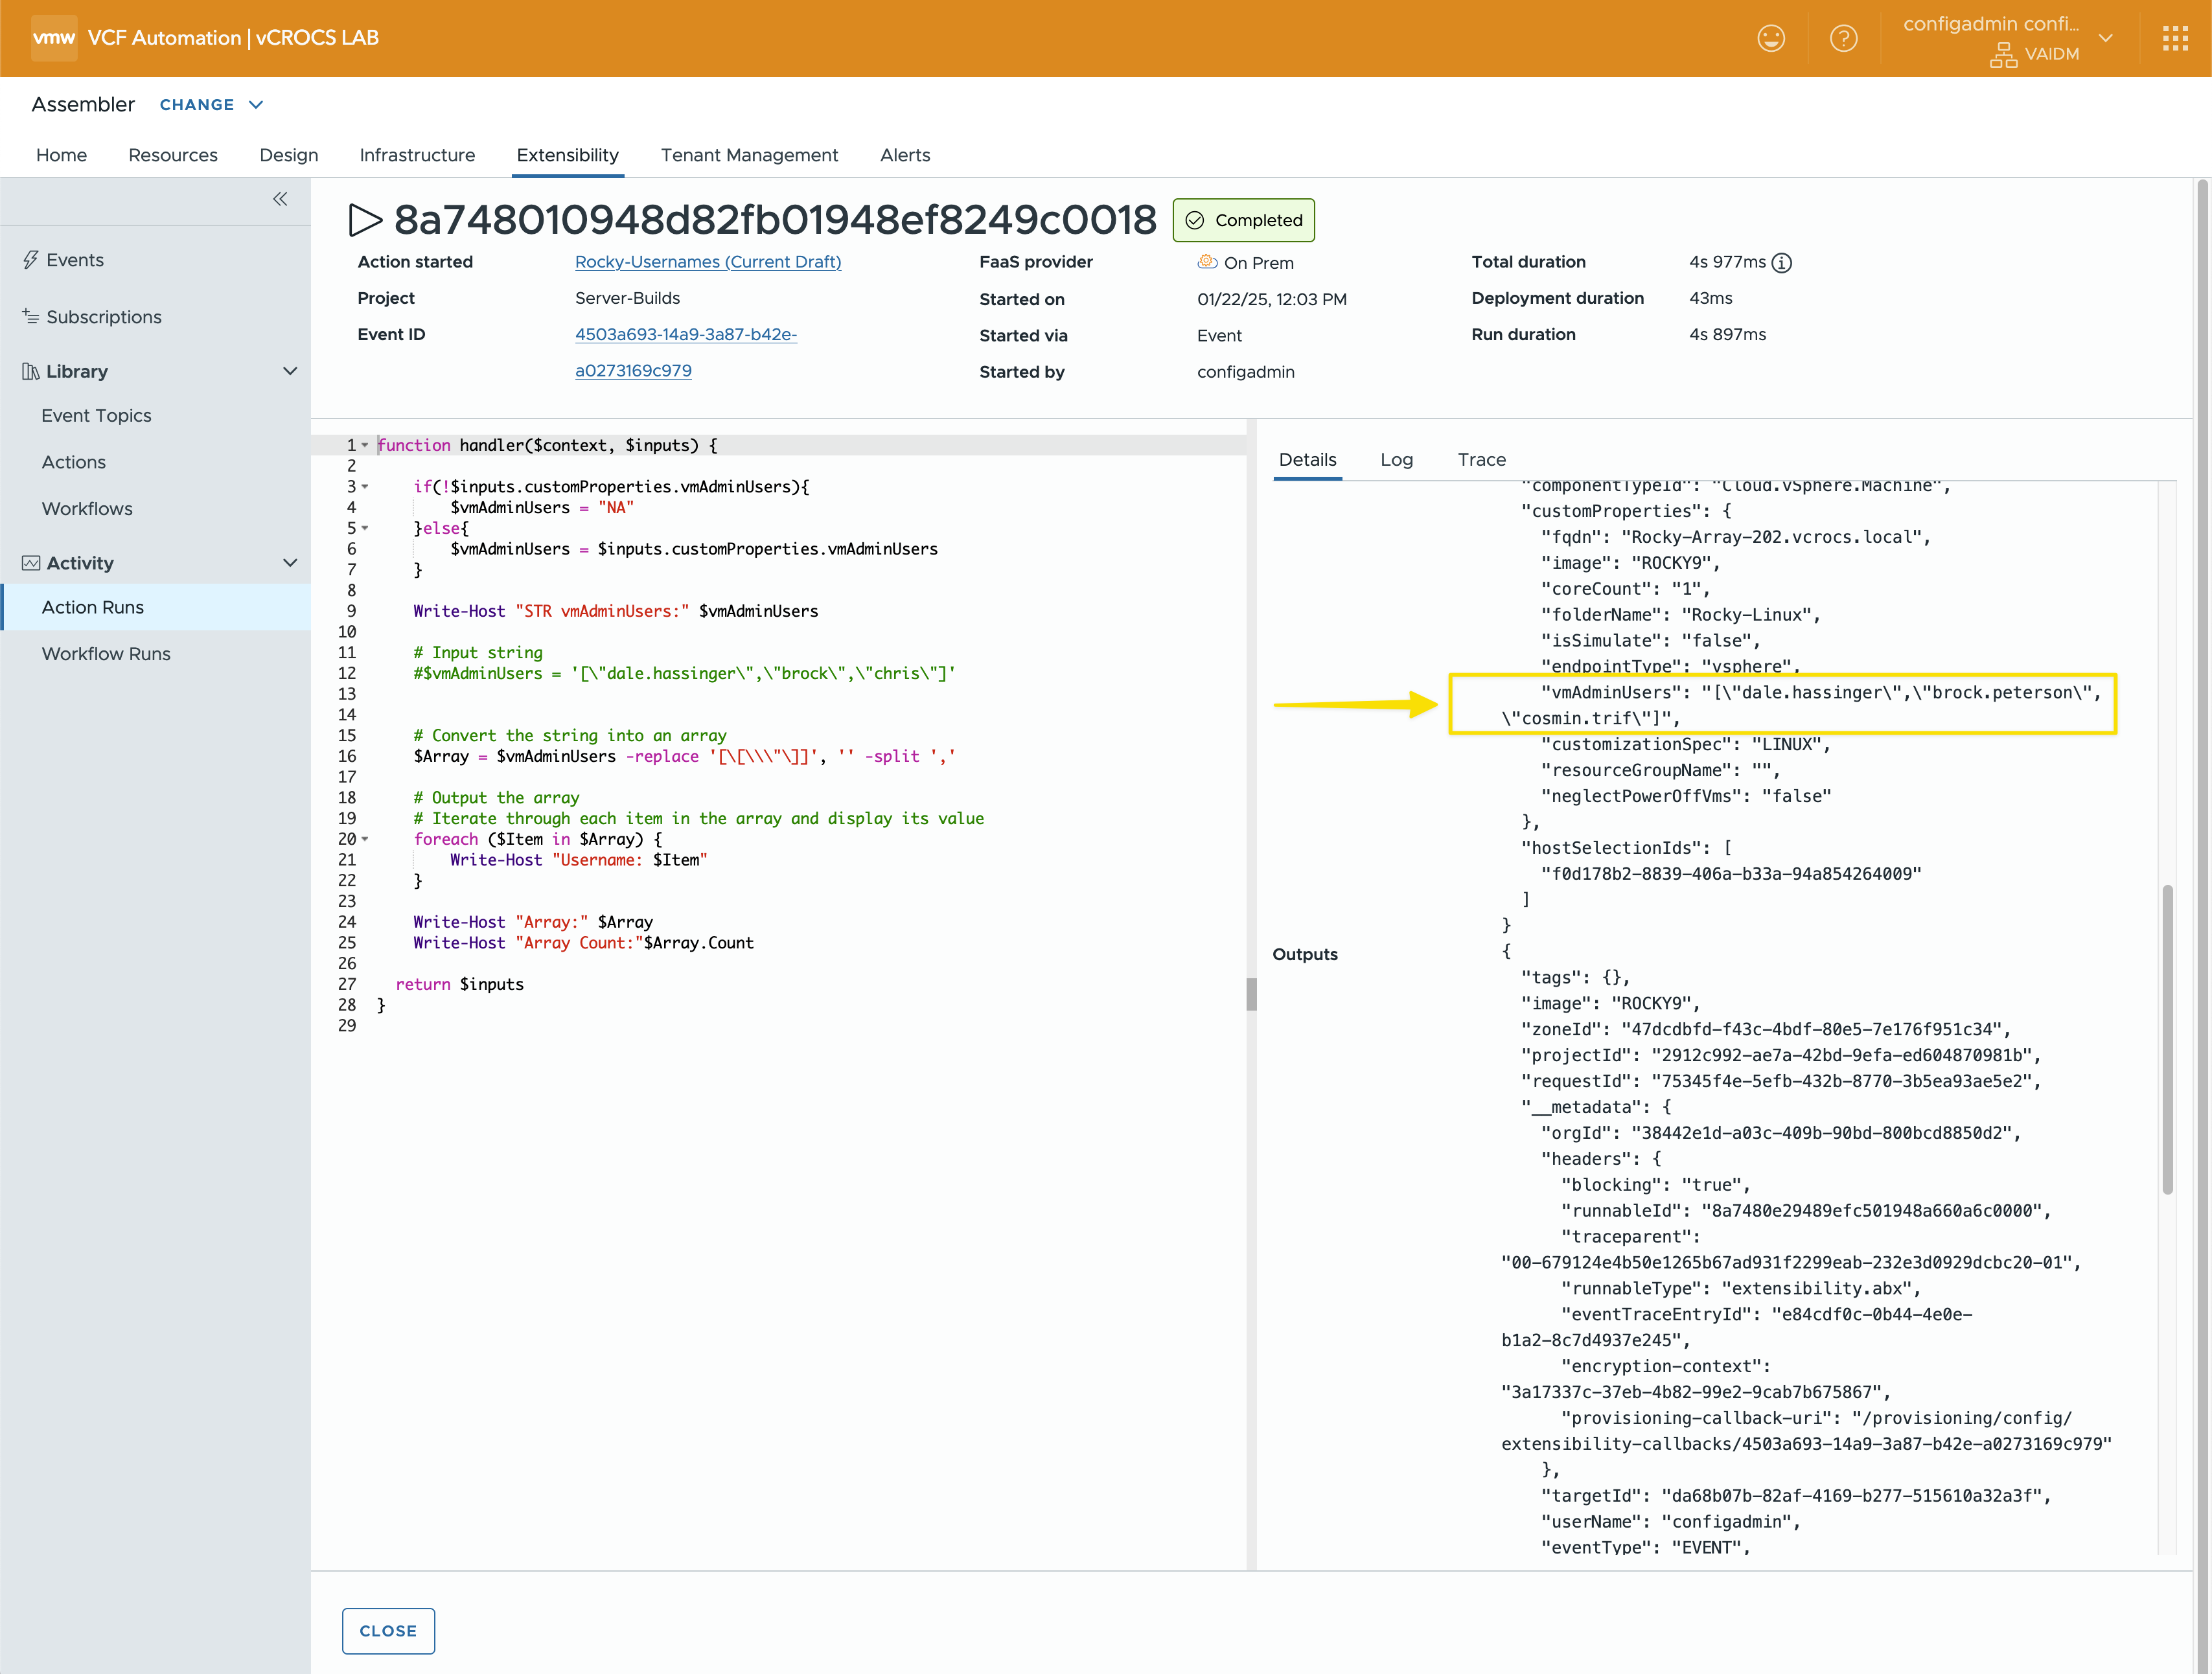 vmw VCF Automation | vCROCS LAB
configadmin confi...
VAIDM
Assembler CHANGE
Home Resources Design Infrastructure Extensibility Tenant Management Alerts
Events
Subscriptions
Library
Event Topics
Actions
Workflows
Activity
Action Runs
Workflow Runs
8a748010948d82fb01948ef8249c0018 Completed
Action started Rocky-Usernames (Current Draft)
Project Server-Builds
Event ID 4503a693-14a9-3a87-b42e-
a0273169c979
FaaS provider On Prem
Started on 01/22/25, 12:03 PM
Started via Event
Started by configadmin
Total duration 4s 977ms
Deployment duration 43ms
Run duration 4s 897ms
1 function handler($context, $inputs) {
2
3 if(!$inputs.customProperties.vmAdminUsers){
4 $vmAdminUsers = "NA"
5 }else{
6 $vmAdminUsers = $inputs.customProperties.vmAdminUsers
7 }
8
9 Write-Host "STR vmAdminUsers:" $vmAdminUsers
10
11 # Input string
12 #$vmAdminUsers = '[\"dale.hassinger\",\"brock\",\"chris\"]'
13
14
15 # Convert the string into an array
16 $Array = $vmAdminUsers -replace '[\[\\\"\]]', '' -split ','
17
18 # Output the array
19 # Iterate through each item in the array and display its value
20 foreach ($Item in $Array) {
21 Write-Host "Username: $Item"
22 }
23
24 Write-Host "Array:" $Array
25 Write-Host "Array Count:"$Array.Count
26
27 return $inputs
28 }
29
Details Log Trace
"componentTypeId": "Cloud.vSphere.Machine",
"customProperties": {
"fqdn": "Rocky-Array-202.vcrocs.local",
"image": "ROCKY9",
"coreCount": "1",
"folderName": "Rocky-Linux",
"isSimulate": "false",
"endpointType": "vsphere",
"vmAdminUsers": "[\"dale.hassinger\",\"brock.peterson\",
\"cosmin.trif\"]",
"customizationSpec": "LINUX",
"resourceGroupName": "",
"neglectPowerOffVms": "false"
},
"hostSelectionIds": [
"f0d178b2-8839-406a-b33a-94a854264009"
]
}
Outputs {
"tags": {},
"image": "ROCKY9",
"zoneId": "47dcdbfd-f43c-4bdf-80e5-7e176f951c34",
"projectId": "2912c992-ae7a-42bd-9efa-ed604870981b",
"requestId": "75345f4e-5efb-432b-8770-3b5ea93ae5e2",
"__metadata": {
"orgId": "38442e1d-a03c-409b-90bd-800bcd8850d2",
"headers": {
"blocking": "true",
"runnableId": "8a7480e29489efc501948a660a6c0000",
"traceparent":
"00-679124e4b50e1265b67ad931f2299eab-232e3d0929dcbc20-01",
"runnableType": "extensibility.abx",
"eventTraceEntryId": "e84cdf0c-0b44-4e0e-
b1a2-8c7d4937e245",
"encryption-context":
"3a17337c-37eb-4b82-99e2-9cab7b675867",
"provisioning-callback-uri": "/provisioning/config/
extensibility-callbacks/4503a693-14a9-3a87-b42e-a0273169c979"
},
"targetId": "da68b07b-82af-4169-b277-515610a32a3f",
"userName": "configadmin",
"eventType": "EVENT",
CLOSE